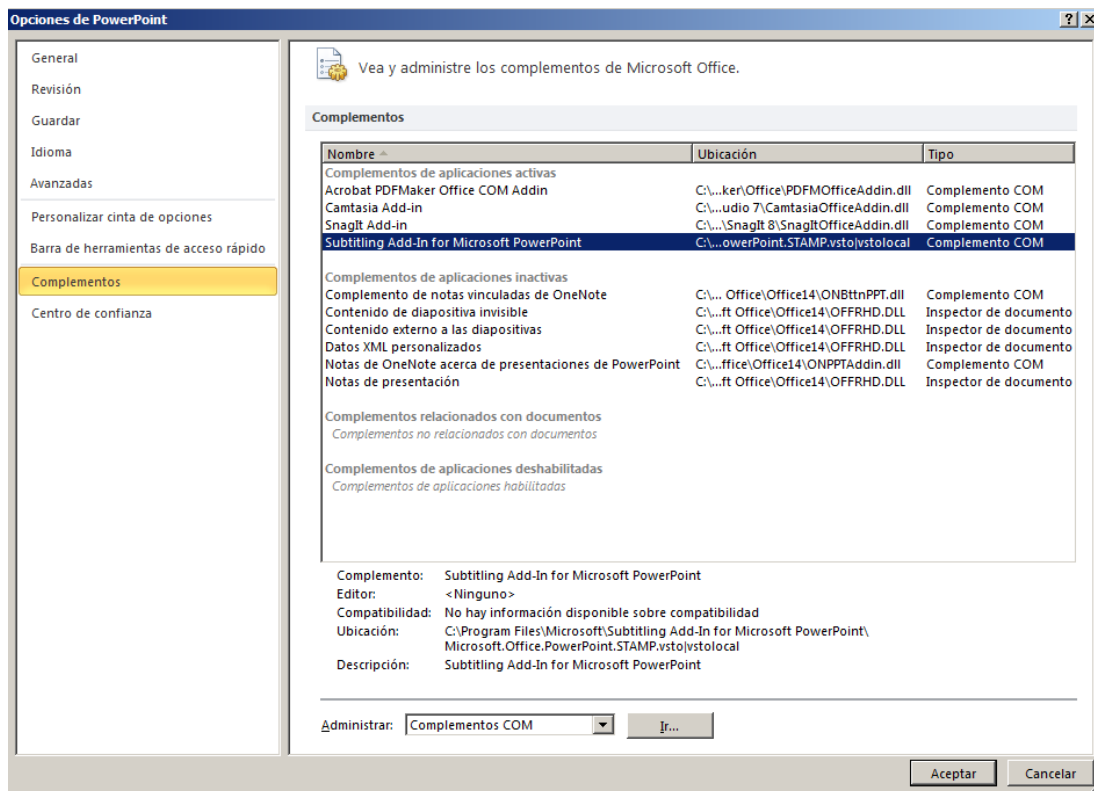 Opciones de PowerPoint
General
Revisión
Guardar
Idioma
Avanzadas
Personalizar cinta de opciones
Barra de herramientas de acceso rápido
Complementos
Centro de confianza
Vea y administre los complementos de Microsoft Office.
Complementos
Nombre Ubicación Tipo
Complementos de aplicaciones activas
Acrobat PDFMaker Office COM Addin C:\...ker\Office\PDFMOfficeAddin.dll Complemento COM
Camtasia Add-in C:\...udio 7\CamtasiaOfficeAddin.dll Complemento COM
SnagIt Add-in C:\...\SnagIt 8\SnagItOfficeAddin.dll Complemento COM
Subtitling Add-In for Microsoft PowerPoint C:\...owerPoint.STAMP.vsto|vstolocal Complemento COM
Complementos de aplicaciones inactivas
Complemento de notas vinculadas de OneNote C:\... Office\Office14\ONBttnPPT.dll Complemento COM
Contenido de diapositiva invisible C:\...ft Office\Office14\OFFRHD.DLL Inspector de documento
Contenido externo a las diapositivas C:\...ft Office\Office14\OFFRHD.DLL Inspector de documento
Datos XML personalizados C:\...ft Office\Office14\OFFRHD.DLL Inspector de documento
Notas de OneNote acerca de presentaciones de PowerPoint C:\...ffice\Office14\ONPPTAddin.dll Complemento COM
Notas de presentación C:\...ft Office\Office14\OFFRHD.DLL Inspector de documento
Complementos relacionados con documentos
Complementos no relacionados con documentos
Complementos de aplicaciones deshabilitadas
Complementos de aplicaciones habilitadas
Complemento: Subtitling Add-In for Microsoft PowerPoint
Editor: <Ninguno>
Compatibilidad: No hay información disponible sobre compatibilidad
Ubicación: C:\Program Files\Microsoft\Subtitling Add-In for Microsoft PowerPoint\
Microsoft.Office.PowerPoint.STAMP.vsto|vstolocal
Descripción: Subtitling Add-In for Microsoft PowerPoint
Administrar: Complementos COM Ir...
Aceptar Cancelar